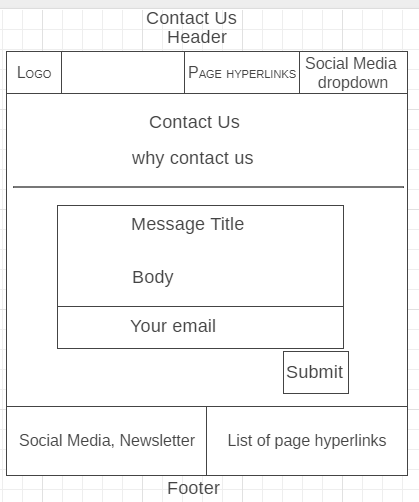 Contact Us
Header
Logo
Page hyperlinks
Social Media
dropdown
Contact Us
why contact us
Message Title
Body
Your email
Submit
Social Media, Newsletter
List of page hyperlinks
Footer